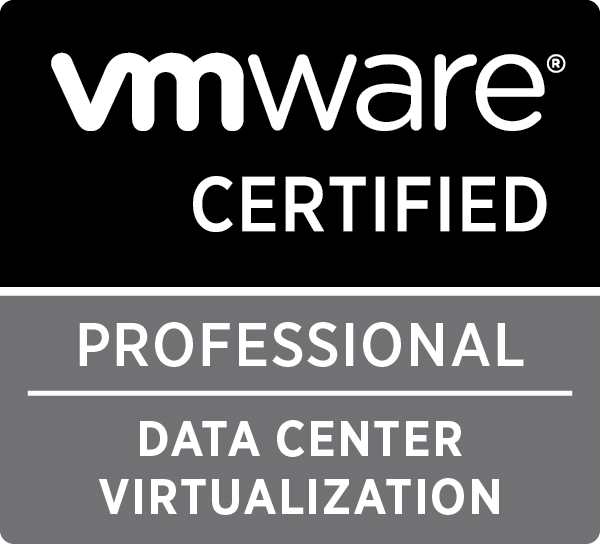 vmware®
CERTIFIED
PROFESSIONAL
DATA CENTER
VIRTUALIZATION